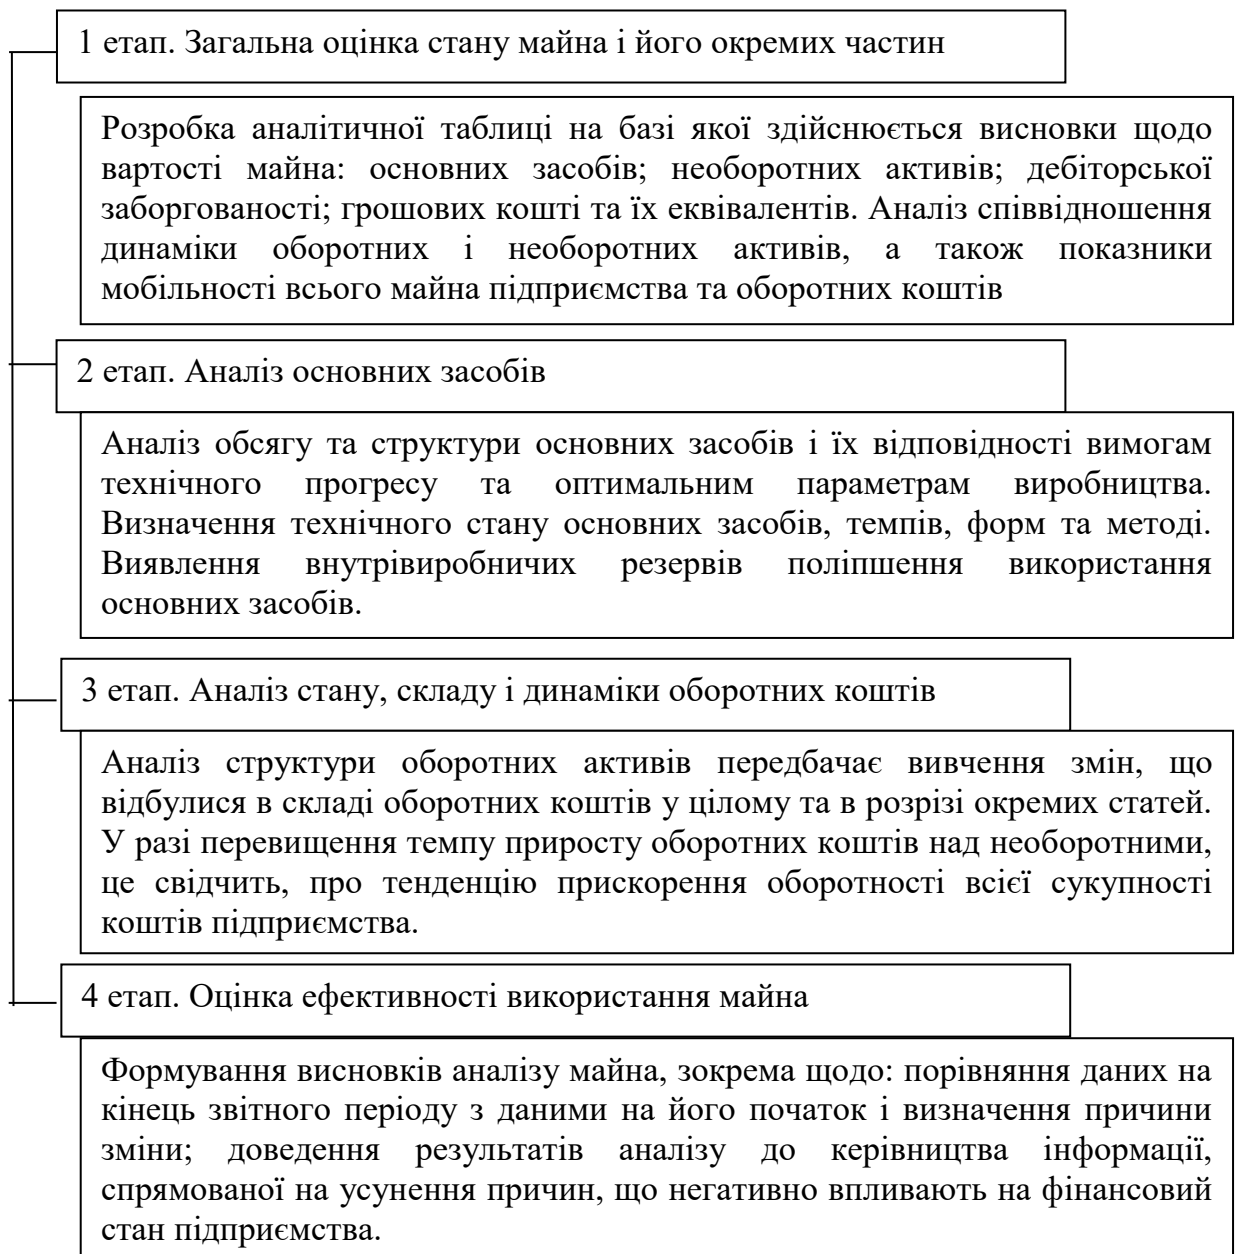 1 етап. Загальна оцінка стану майна і його окремих частин
Розробка аналітичної таблиці на базі якої здійснюється висновки щодо
вартості майна: основних засобів; необоротних активів; дебіторської
заборгованості; грошових кошті та їх еквівалентів. Аналіз співвідношення
динаміки оборотних і необоротних активів, а також показники
мобільності всього майна підприємства та оборотних коштів
2 етап. Аналіз основних засобів
Аналіз обсягу та структури основних засобів і їх відповідності вимогам
технічного прогресу та оптимальним параметрам виробництва.
Визначення технічного стану основних засобів, темпів, форм та методі.
Виявлення внутрівиробничих резервів поліпшення використання
основних засобів.
3 етап. Аналіз стану, складу і динаміки оборотних коштів
Аналіз структури оборотних активів передбачає вивчення змін, що
відбулися в складі оборотних коштів у цілому та в розрізі окремих статей.
У разі перевищення темпу приросту оборотних коштів над необоротними,
це свідчить, про тенденцію прискорення оборотності всієї сукупності
коштів підприємства.
4 етап. Оцінка ефективності використання майна
Формування висновків аналізу майна, зокрема щодо: порівняння даних на
кінець звітного періоду з даними на його початок і визначення причини
зміни; доведення результатів аналізу до керівництва інформації,
спрямованої на усунення причин, що негативно впливають на фінансовий
стан підприємства.